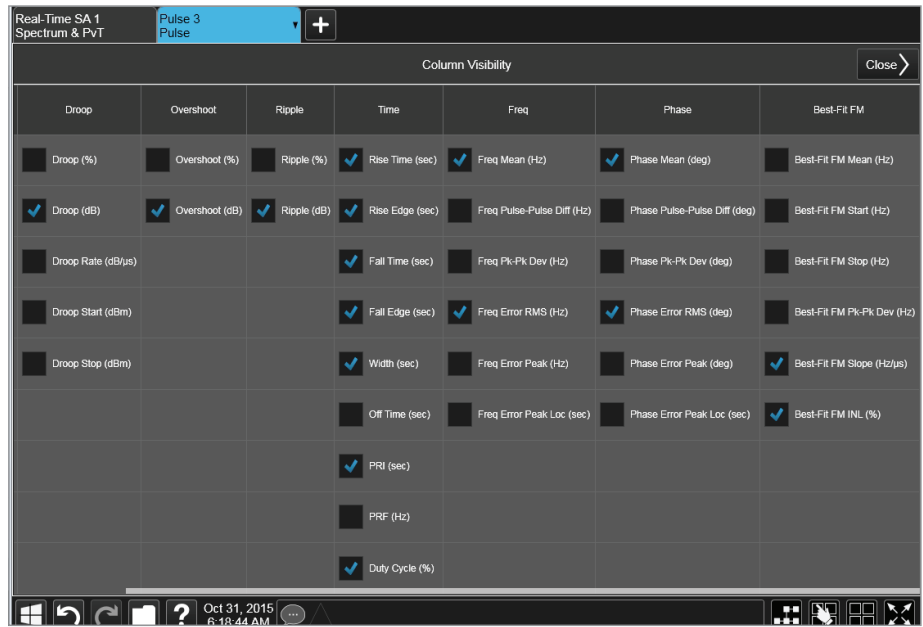 Real-Time SA 1
Spectrum & PvT
Pulse 3
Pulse
Column Visibility
Close
Droop Overshoot Ripple Time Freq Phase Best-Fit FM
Droop (%) Overshoot (%) Ripple (%) Rise Time (sec) Freq Mean (Hz) Phase Mean (deg) Best-Fit FM Mean (Hz)
Droop (dB) Overshoot (dB) Ripple (dB) Rise Edge (sec) Freq Pulse-Pulse Diff (Hz) Phase Pulse-Pulse Diff (deg) Best-Fit FM Start (Hz)
Droop Rate (dB/µs) Fall Time (sec) Freq Pk-Pk Dev (Hz) Phase Pk-Pk Dev (deg) Best-Fit FM Stop (Hz)
Droop Start (dBm) Fall Edge (sec) Freq Error RMS (Hz) Phase Error RMS (deg) Best-Fit FM Pk-Pk Dev (Hz)
Droop Stop (dBm) Width (sec) Freq Error Peak (Hz) Phase Error Peak (deg) Best-Fit FM Slope (Hz/µs)
Off Time (sec) Freq Error Peak Loc (sec) Phase Error Peak Loc (sec) Best-Fit FM INL (%)
PRI (sec)
PRF (Hz)
Duty Cycle (%)
?
Oct 31, 2015
6:18:44 AM